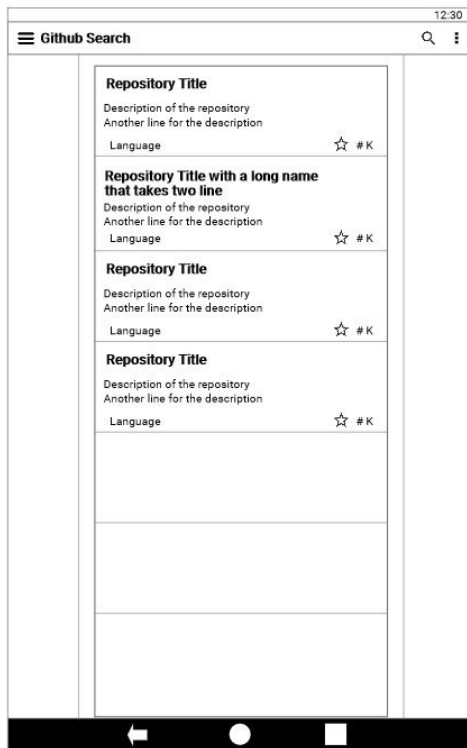 12:30
Github Search
Repository Title
Description of the repository
Another line for the description
Language # K
Repository Title with a long name
that takes two line
Description of the repository
Another line for the description
Language # K
Repository Title
Description of the repository
Another line for the description
Language # K
Repository Title
Description of the repository
Another line for the description
Language # K